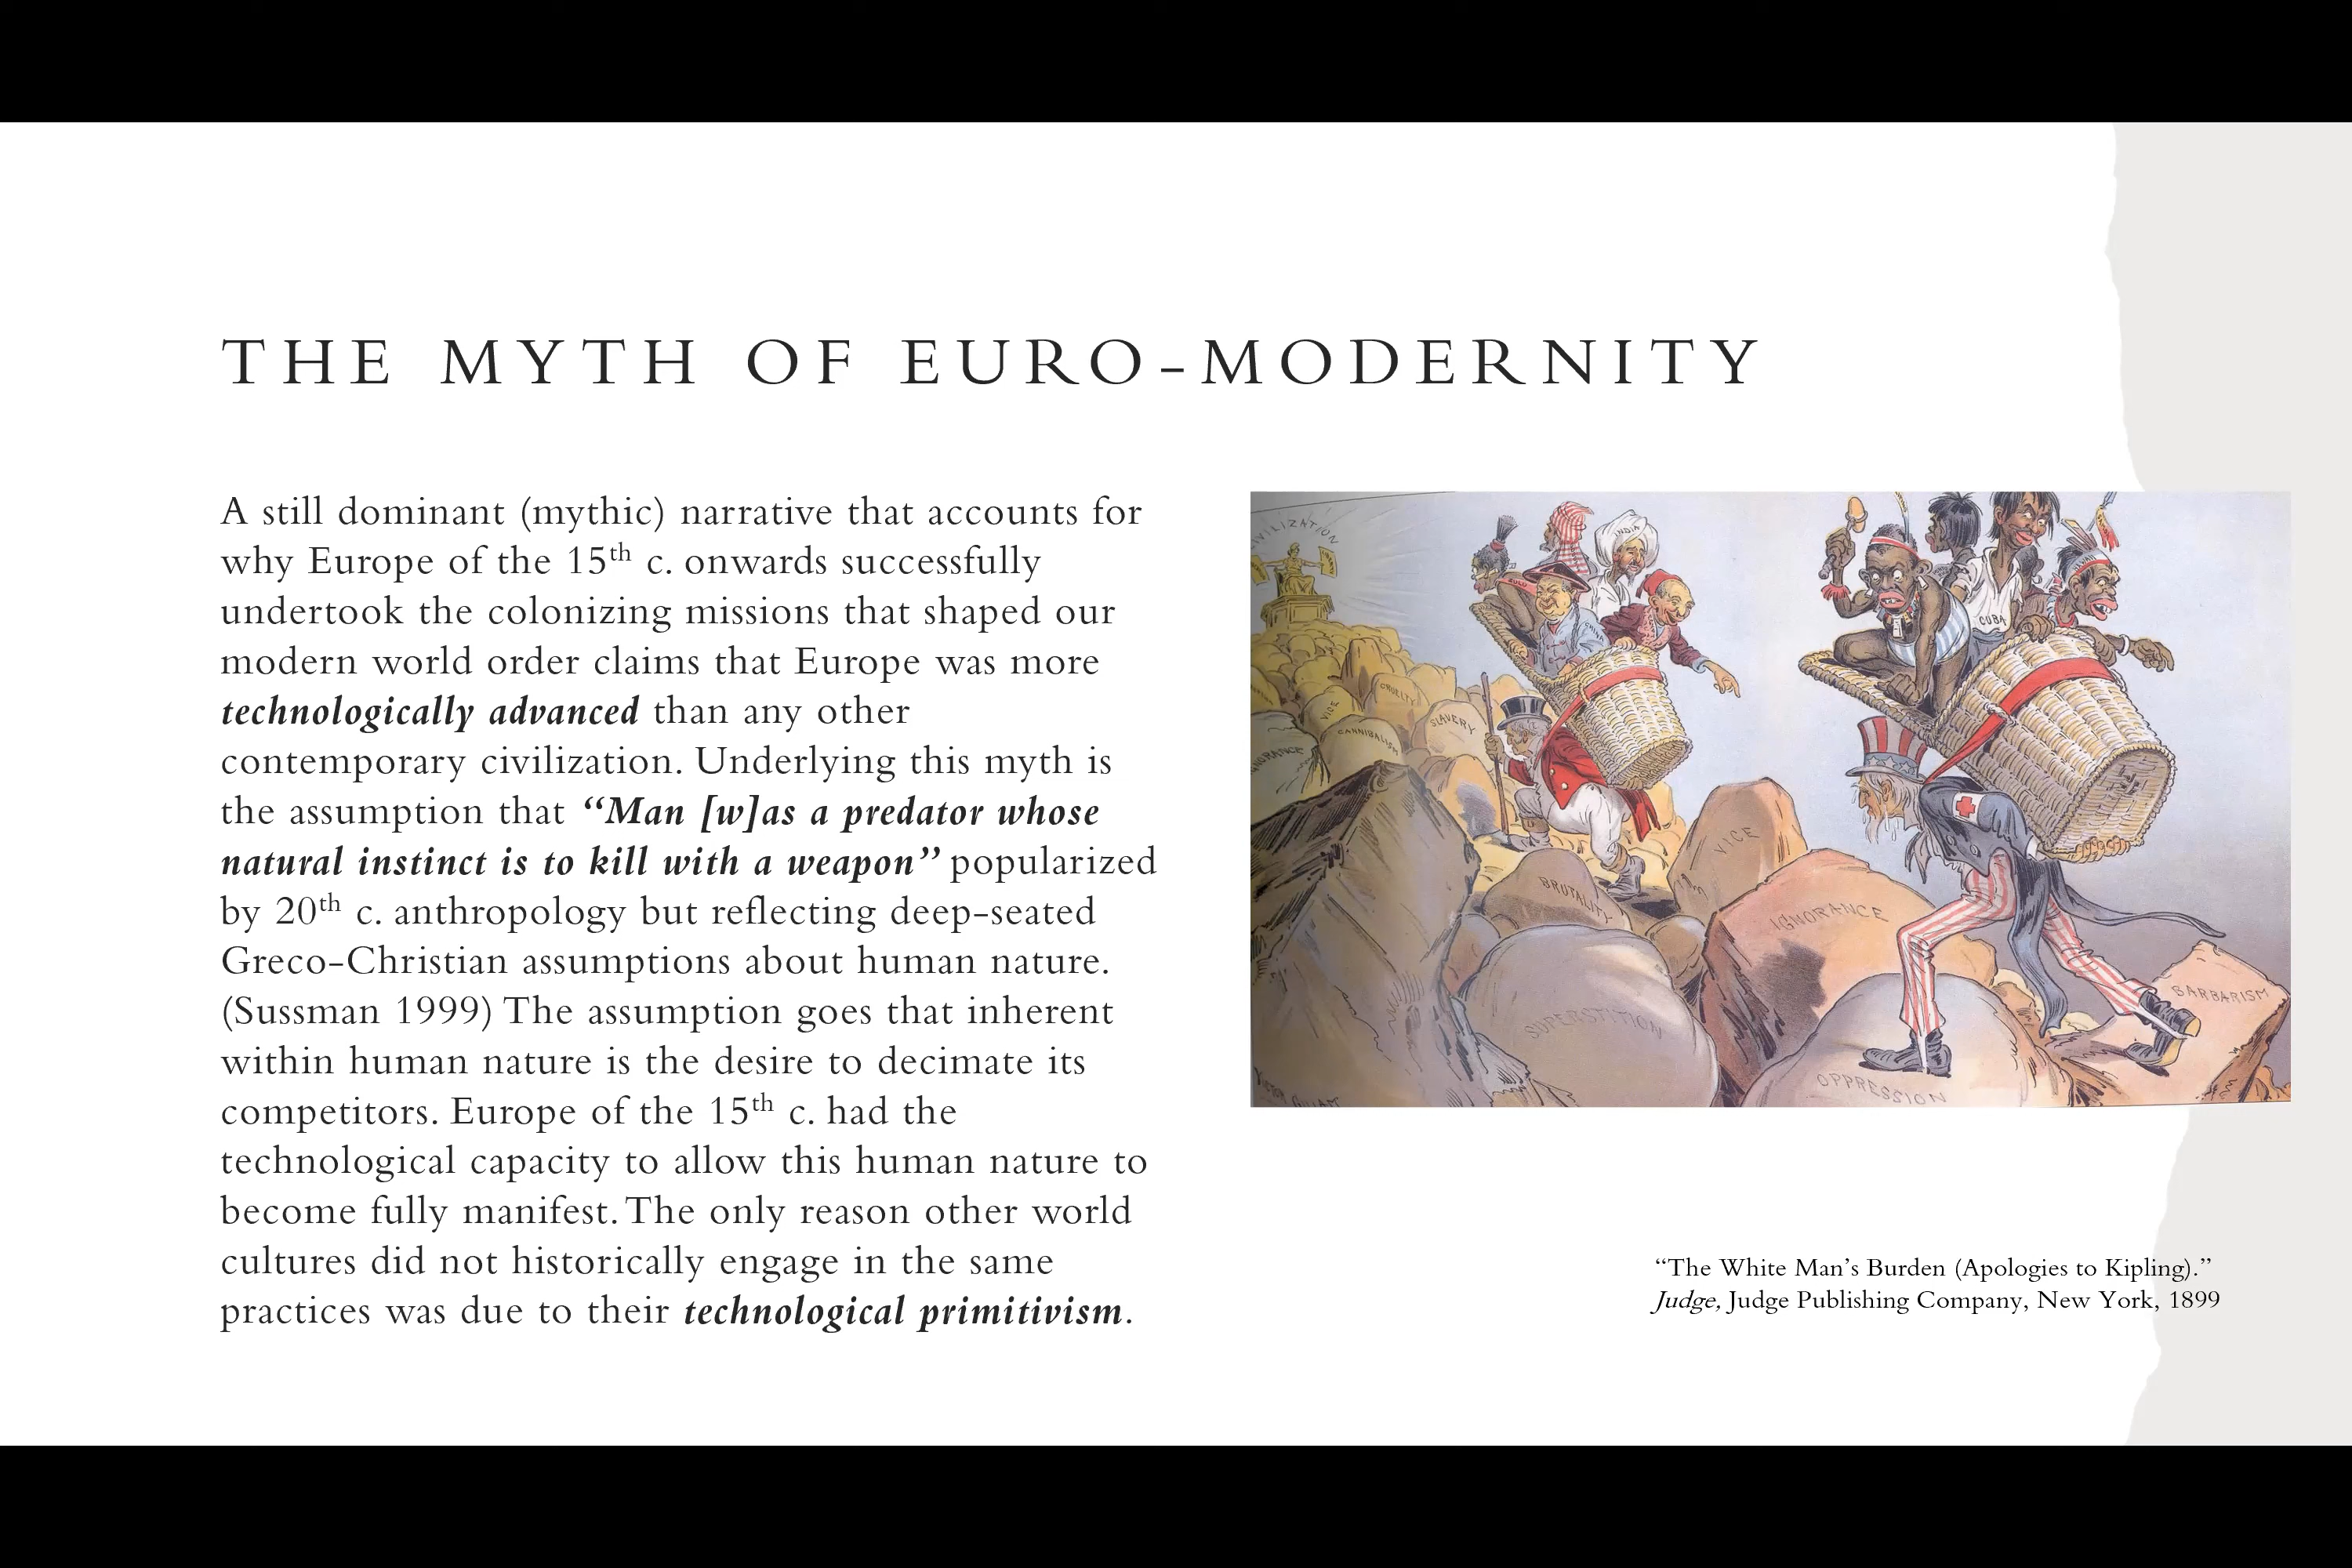 THE MYTH OF EURO-MODERNITY
A still dominant (mythic) narrative that accounts for
why Europe of the 15th c. onwards successfully
undertook the colonizing missions that shaped our
modern world order claims that Europe was more
technologically advanced than any other
contemporary civilization. Underlying this myth is
the assumption that “Man [w]as a predator whose
natural instinct is to kill with a weapon” popularized
by 20th c. anthropology but reflecting deep-seated
Greco-Christian assumptions about human nature.
(Sussman 1999) The assumption goes that inherent
within human nature is the desire to decimate its
competitors. Europe of the 15th c. had the
technological capacity to allow this human nature to
become fully manifest. The only reason other world
cultures did not historically engage in the same
practices was due to their technological primitivism.
INDIA
CHINA
CUBA
CRUELTY
VICE
SLAVERY
CANNIBALISM
VICE
BRUTALITY
IGNORANCE
SUPERSTITION
BARBARISM
OPPRESSION
“The White Man’s Burden (Apologies to Kipling).”
Judge, Judge Publishing Company, New York, 1899